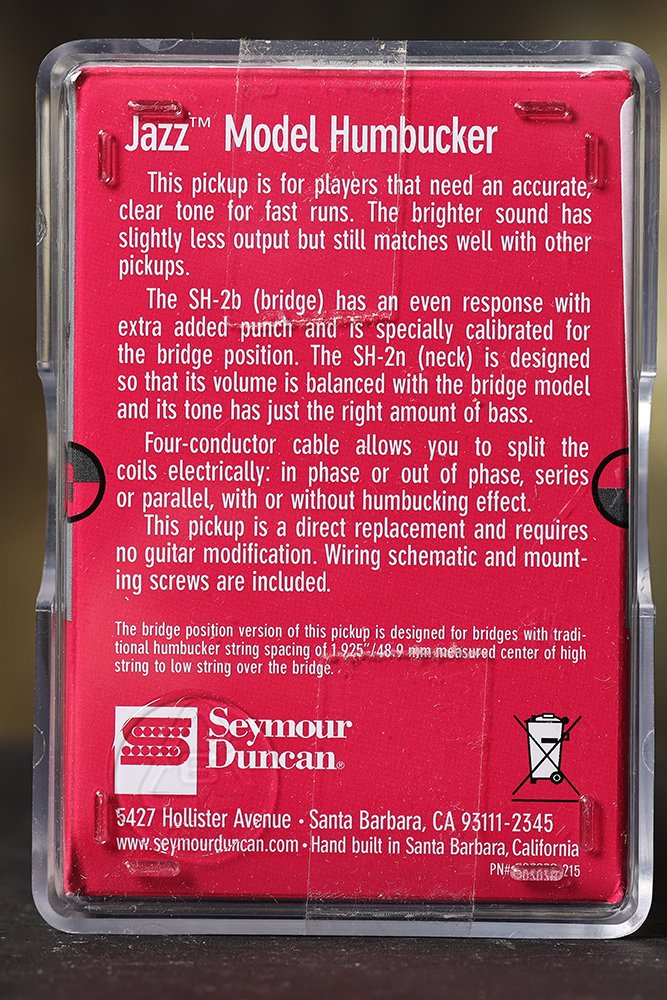 Jazz™ Model Humbucker
This pickup is for players that need an accurate,
clear tone for fast runs. The brighter sound has
slightly less output but still matches well with other
pickups.
The SH-2b (bridge) has an even response with
extra added punch and is specially calibrated for
the bridge position. The SH-2n (neck) is designed
so that its volume is balanced with the bridge model
and its tone has just the right amount of bass.
Four-conductor cable allows you to split the
coils electrically: in phase or out of phase, series
or parallel, with or without humbucking effect.
This pickup is a direct replacement and requires
no guitar modification. Wiring schematic and mount-
ing screws are included.
The bridge position version of this pickup is designed for bridges with tradi-
tional humbucker string spacing of 1.925"/48.9 mm measured center of high
string to low string over the bridge.
Seymour
Duncan®
5427 Hollister Avenue • Santa Barbara, CA 93111-2345
www.seymourduncan.com • Hand built in Santa Barbara, California
PN#